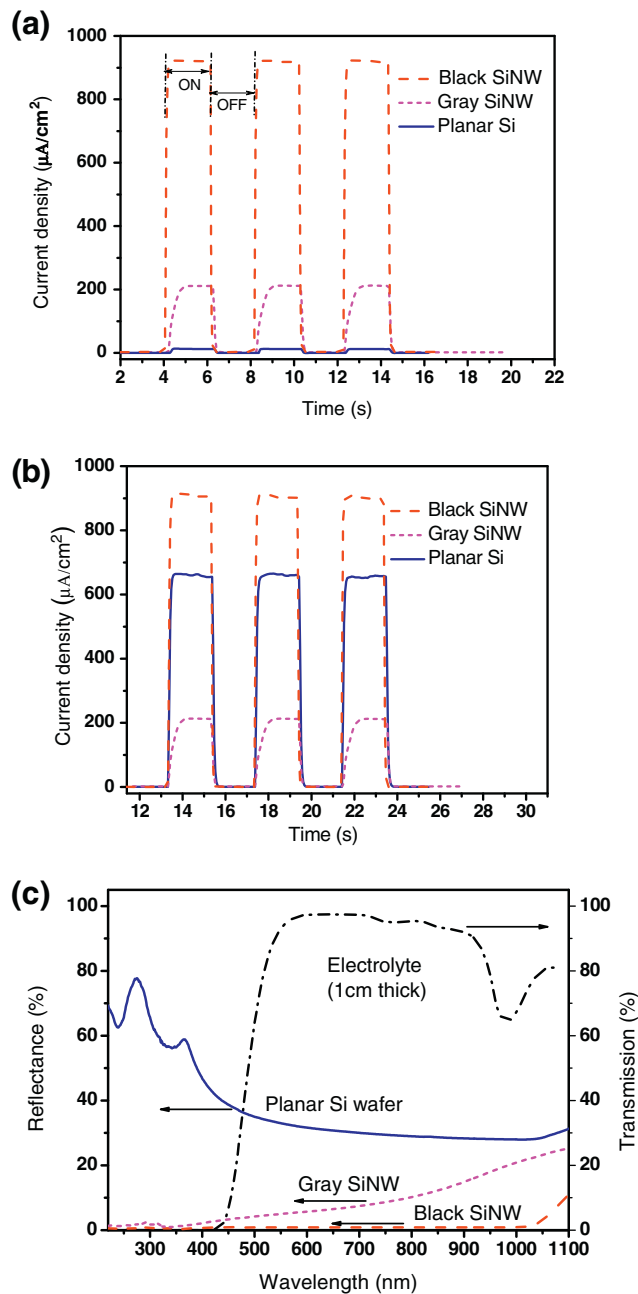 (a)
1000
800
600
400
200
0
Current density (µA/cm²)
ON
OFF
Black SiNW
Gray SiNW
Planar Si
2 4 6 8 10 12 14 16 18 20 22
Time (s)
(b)
1000
800
600
400
200
0
Current density (µA/cm²)
Black SiNW
Gray SiNW
Planar Si
12 14 16 18 20 22 24 26 28 30
Time (s)
(c)
100
80
60
40
20
0
Reflectance (%)
Electrolyte
(1cm thick)
Planar Si wafer
Gray SiNW
Black SiNW
100
80
60
40
20
0
Transmission (%)
300 400 500 600 700 800 900 1000 1100
Wavelength (nm)